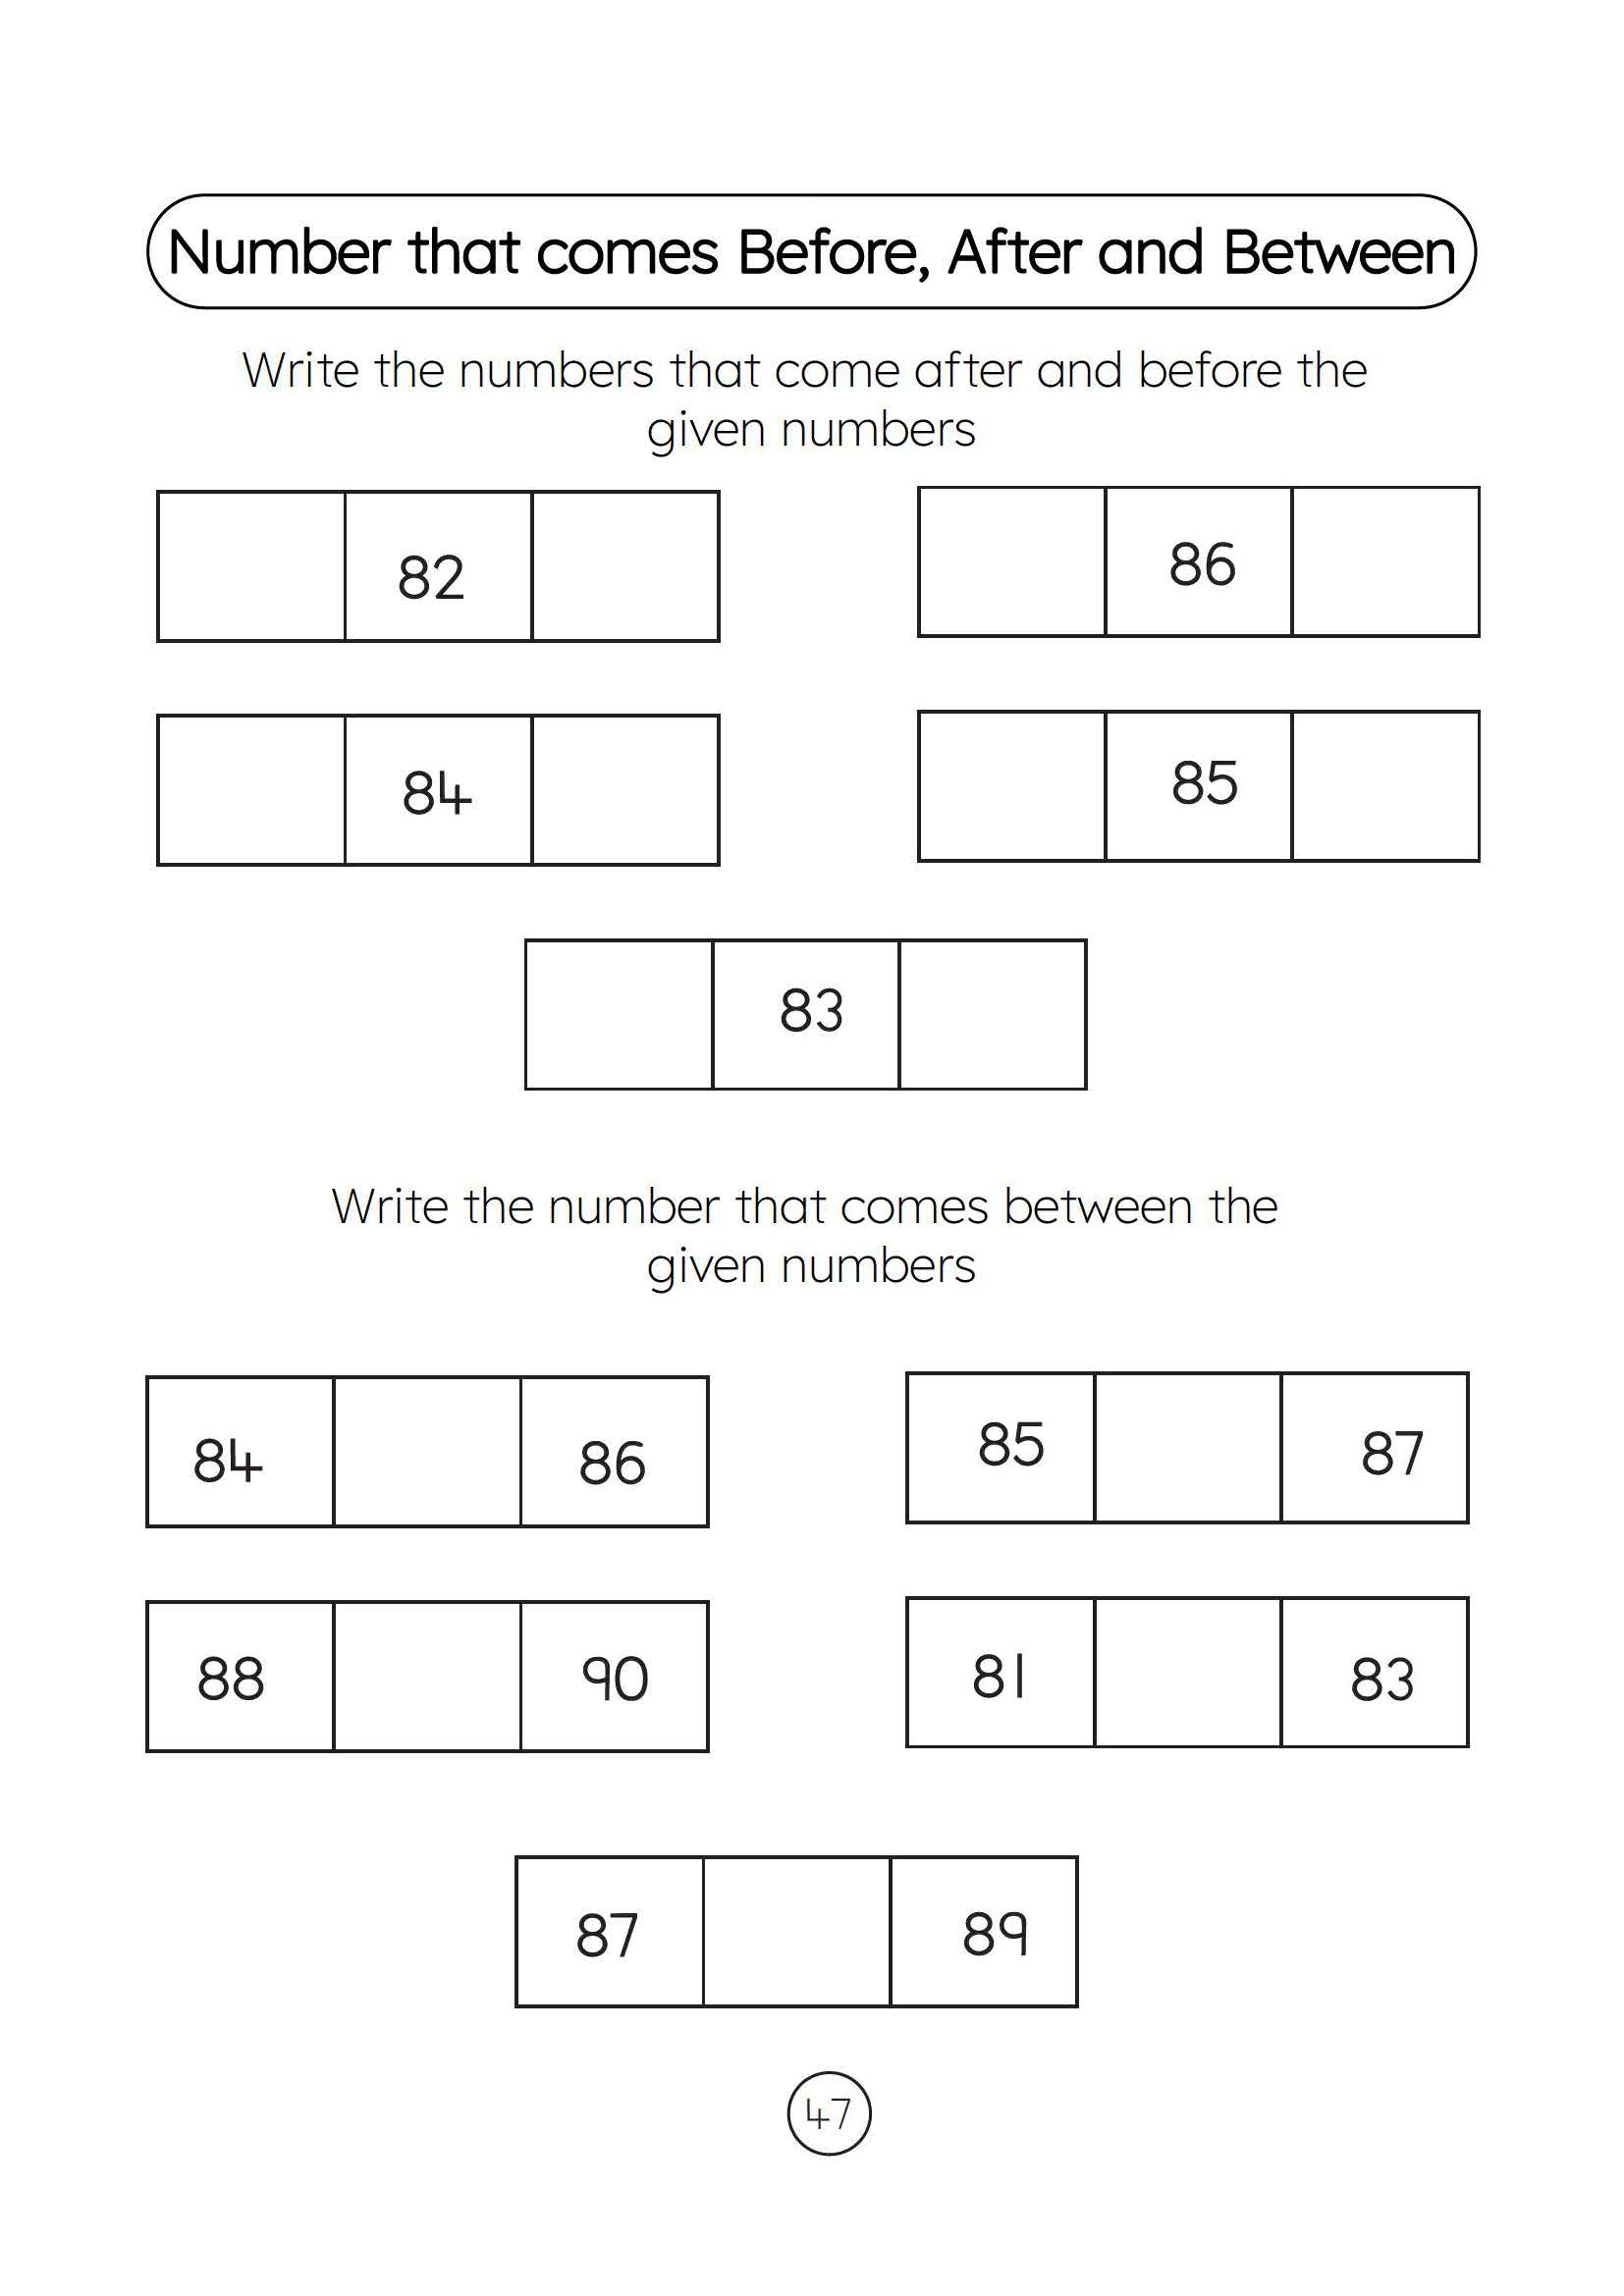 Number that comes Before, After and Between
Write the numbers that come after and before the
given numbers
82
86
84
85
83
Write the number that comes between the
given numbers
84 86
85 87
88 90
81 83
87 89
47